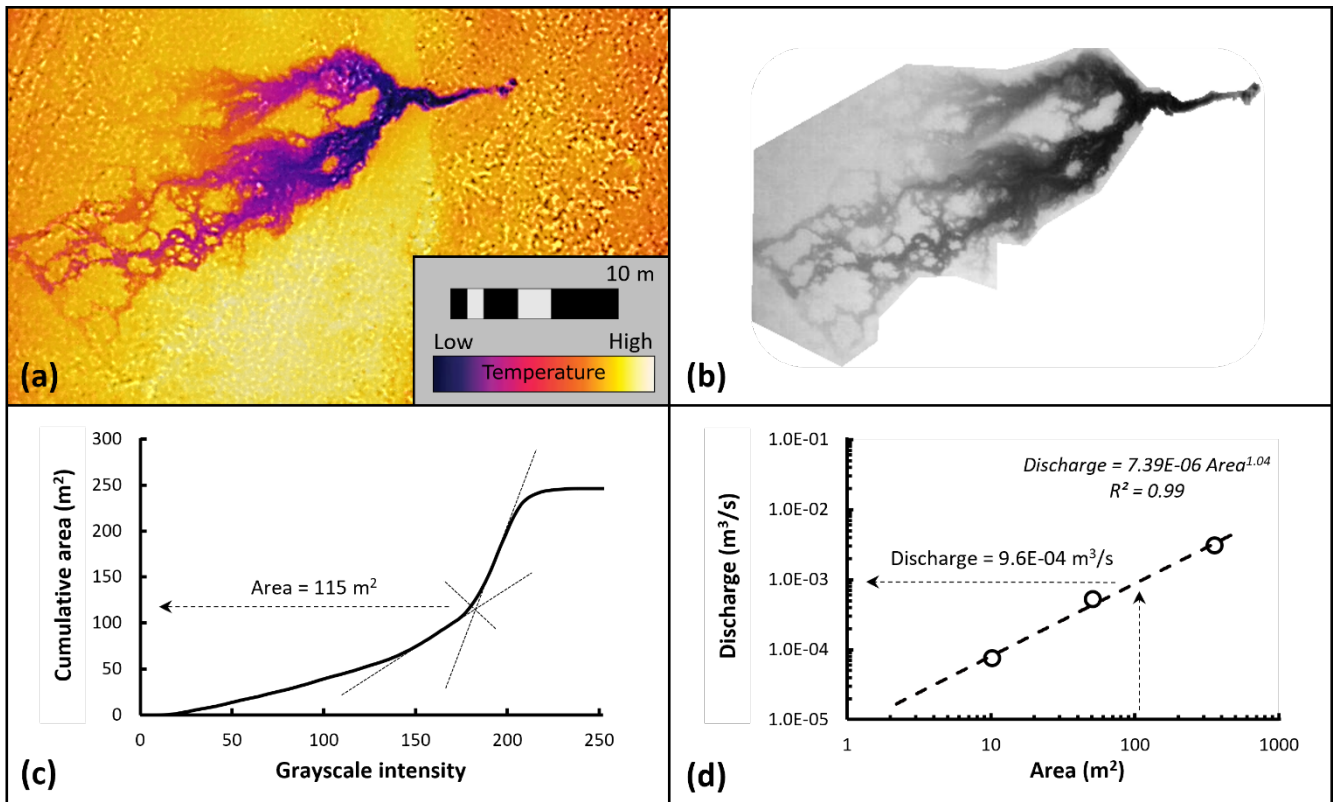 10 m
Low High
Temperature
(a)
(b)
300
250
200
150
100
50
0
Cumulative area (m²)
Area = 115 m²
0 50 100 150 200 250
Grayscale intensity
(c)
1.0E-01
1.0E-02
1.0E-03
1.0E-04
1.0E-05
Discharge (m³/s)
Discharge = 7.39E-06 Area¹·⁰⁴
R² = 0.99
Discharge = 9.6E-04 m³/s
1 10 100 1000
Area (m²)
(d)